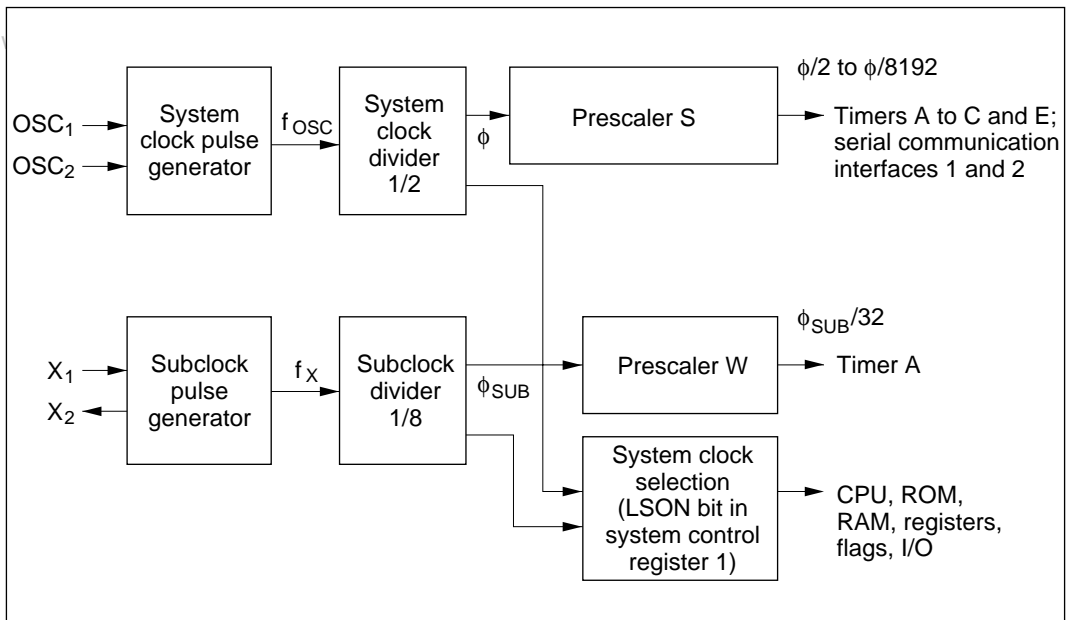 OSC1
OSC2
System
clock pulse
generator
fOSC
System
clock
divider
1/2
ϕ
Prescaler S
ϕ/2 to ϕ/8192
Timers A to C and E;
serial communication
interfaces 1 and 2
X1
X2
Subclock
pulse
generator
fX
Subclock
divider
1/8
ϕSUB
Prescaler W
ϕSUB/32
Timer A
System clock
selection
(LSON bit in
system control
register 1)
CPU, ROM,
RAM, registers,
flags, I/O